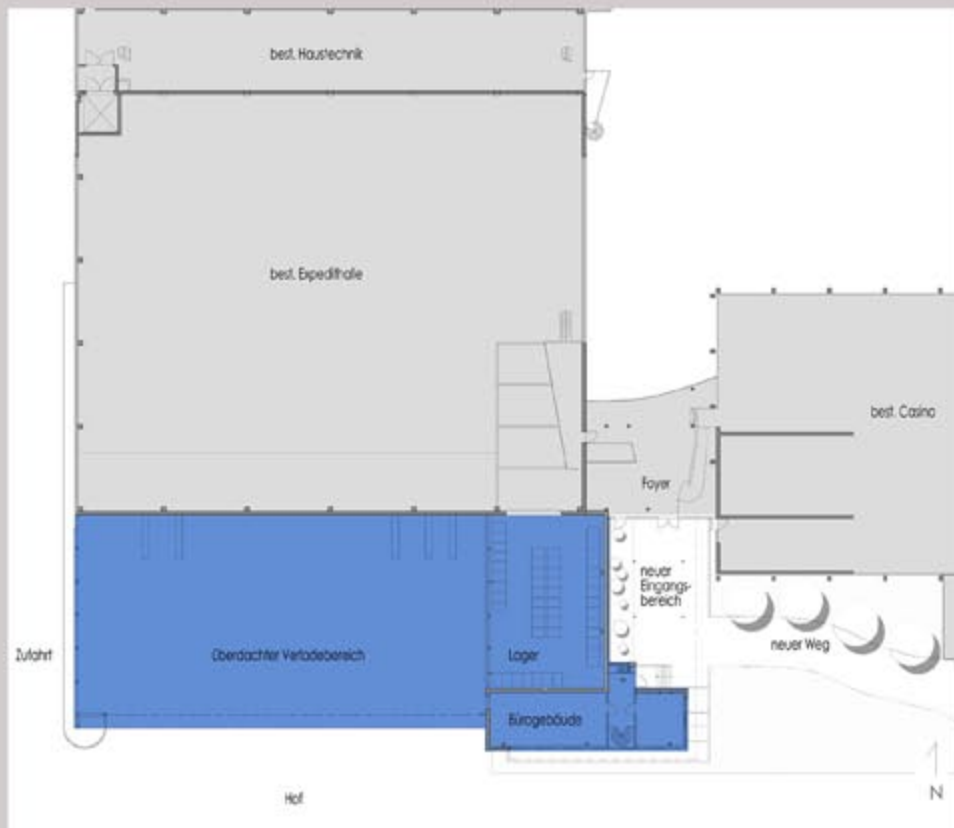 best. Haustechnik
best. Expedithalle
best. Casino
Foyer
neuer
Eingangs-
bereich
neuer Weg
Zufahrt
Überdachter Verladebereich
Lager
Bürogebäude
Hof
N